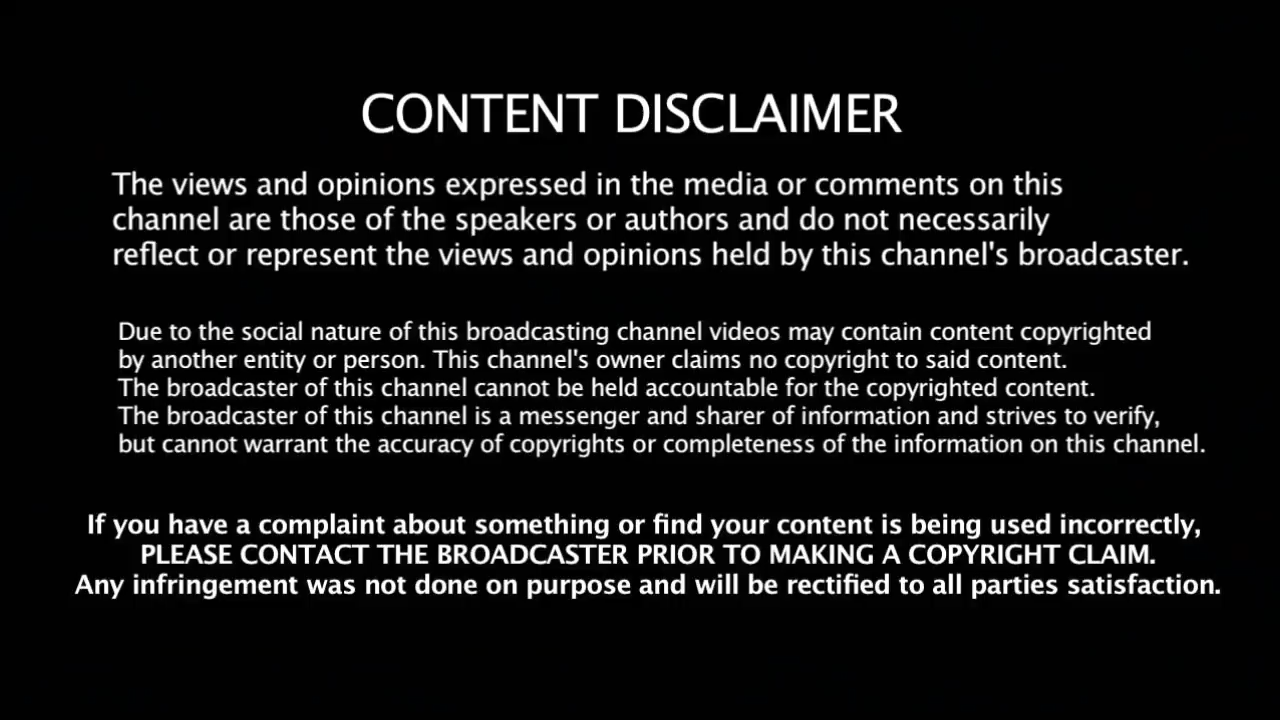 CONTENT DISCLAIMER
The views and opinions expressed in the media or comments on this
channel are those of the speakers or authors and do not necessarily
reflect or represent the views and opinions held by this channel's broadcaster.
Due to the social nature of this broadcasting channel videos may contain content copyrighted
by another entity or person. This channel's owner claims no copyright to said content.
The broadcaster of this channel cannot be held accountable for the copyrighted content.
The broadcaster of this channel is a messenger and sharer of information and strives to verify,
but cannot warrant the accuracy of copyrights or completeness of the information on this channel.
If you have a complaint about something or find your content is being used incorrectly,
PLEASE CONTACT THE BROADCASTER PRIOR TO MAKING A COPYRIGHT CLAIM.
Any infringement was not done on purpose and will be rectified to all parties satisfaction.